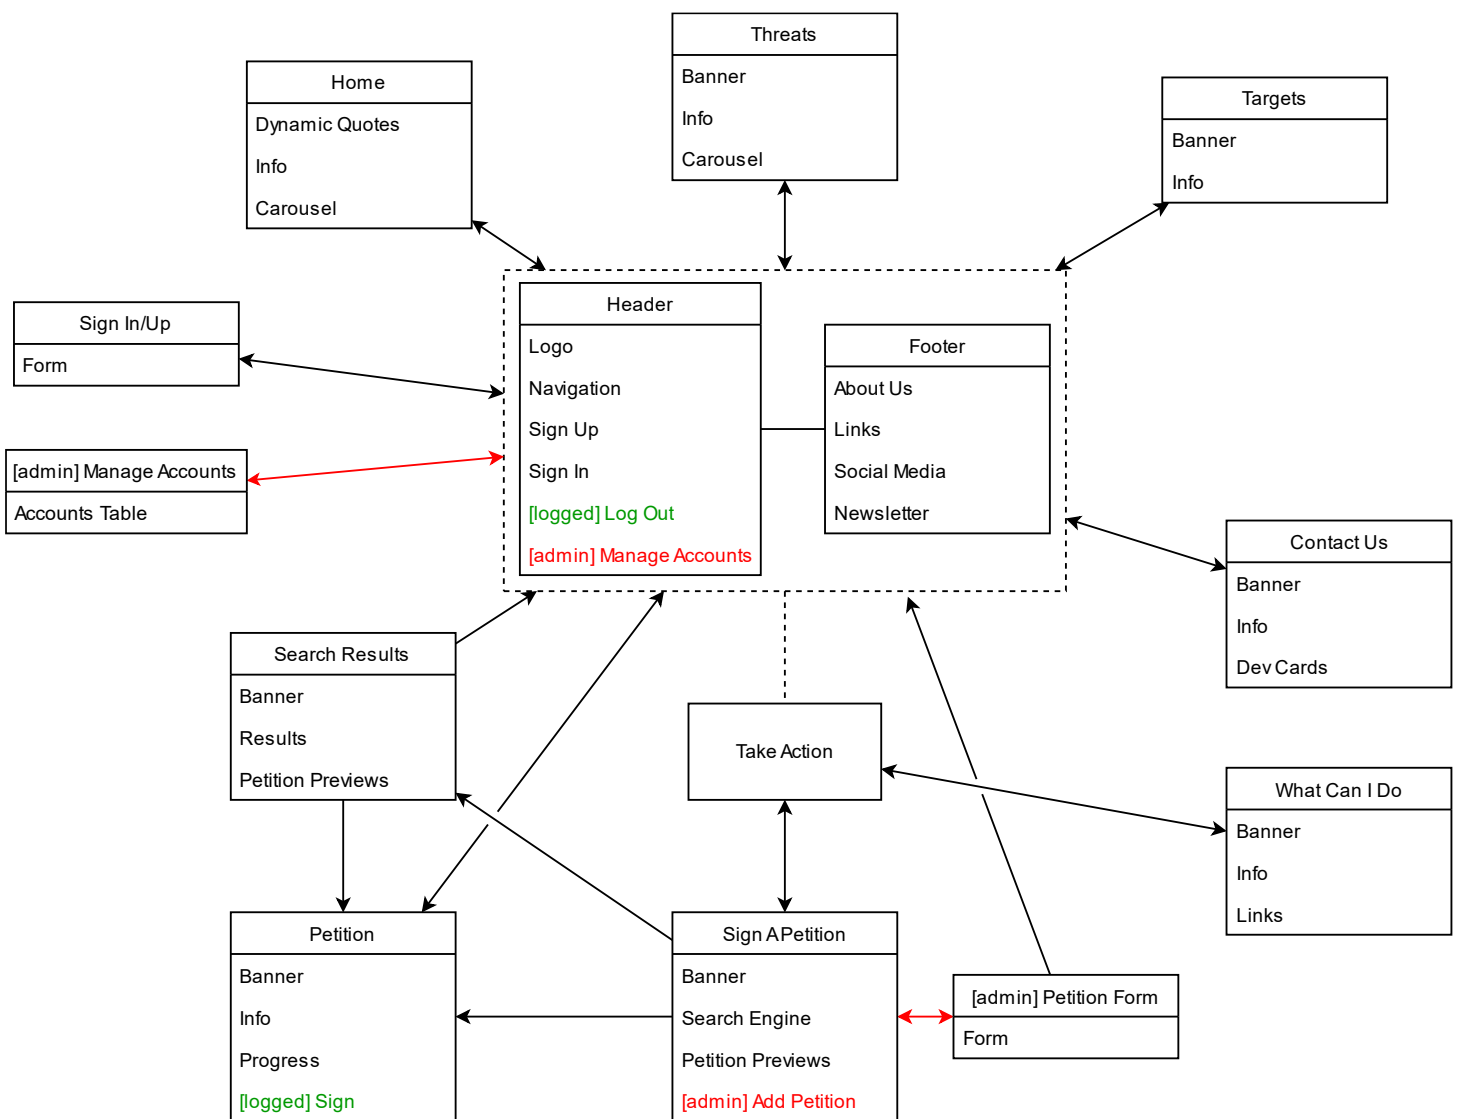 Threats
Banner
Info
Carousel
Home
Dynamic Quotes
Info
Carousel
Targets
Banner
Info
Sign In/Up
Form
Header
Logo
Navigation
Sign Up
Sign In
[logged] Log Out
[admin] Manage Accounts
Footer
About Us
Links
Social Media
Newsletter
[admin] Manage Accounts
Accounts Table
Contact Us
Banner
Info
Dev Cards
Search Results
Banner
Results
Petition Previews
Take Action
What Can I Do
Banner
Info
Links
Petition
Banner
Info
Progress
[logged] Sign
Sign A Petition
Banner
Search Engine
Petition Previews
[admin] Add Petition
[admin] Petition Form
Form